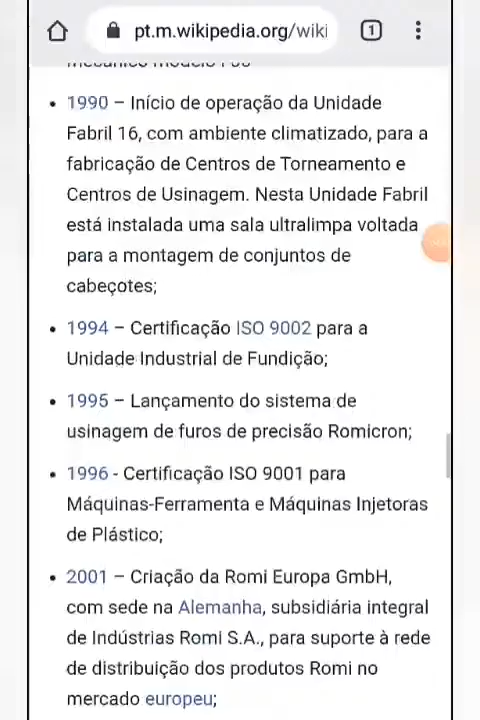 pt.m.wikipedia.org/wiki
1
1990 – Início de operação da Unidade
Fabril 16, com ambiente climatizado, para a
fabricação de Centros de Torneamento e
Centros de Usinagem. Nesta Unidade Fabril
está instalada uma sala ultralimpa voltada
para a montagem de conjuntos de
cabeçotes;
1994 – Certificação ISO 9002 para a
Unidade Industrial de Fundição;
1995 – Lançamento do sistema de
usinagem de furos de precisão Romicron;
1996 - Certificação ISO 9001 para
Máquinas-Ferramenta e Máquinas Injetoras
de Plástico;
2001 – Criação da Romi Europa GmbH,
com sede na Alemanha, subsidiária integral
de Indústrias Romi S.A., para suporte à rede
de distribuição dos produtos Romi no
mercado europeu;